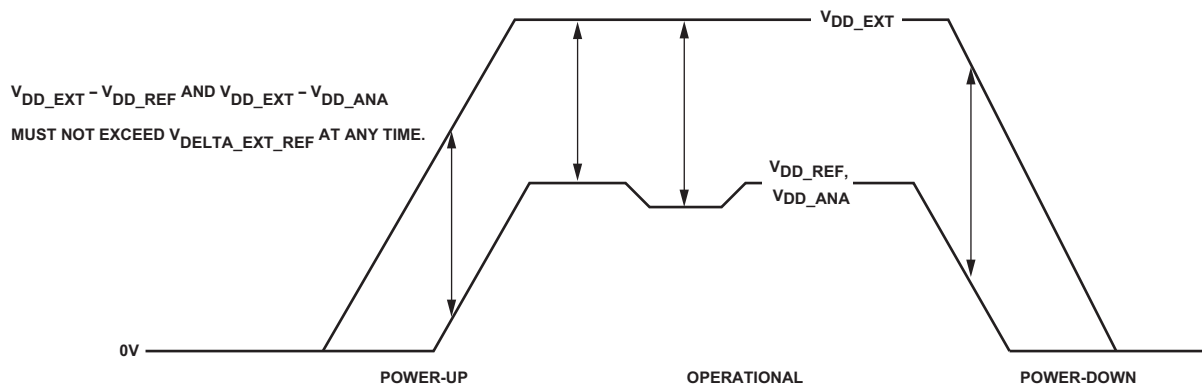 VDD_EXT
VDD_EXT – VDD_REF AND VDD_EXT – VDD_ANA
MUST NOT EXCEED VDELTA_EXT_REF AT ANY TIME.
VDD_REF,
VDD_ANA
0V
POWER-UP
OPERATIONAL
POWER-DOWN